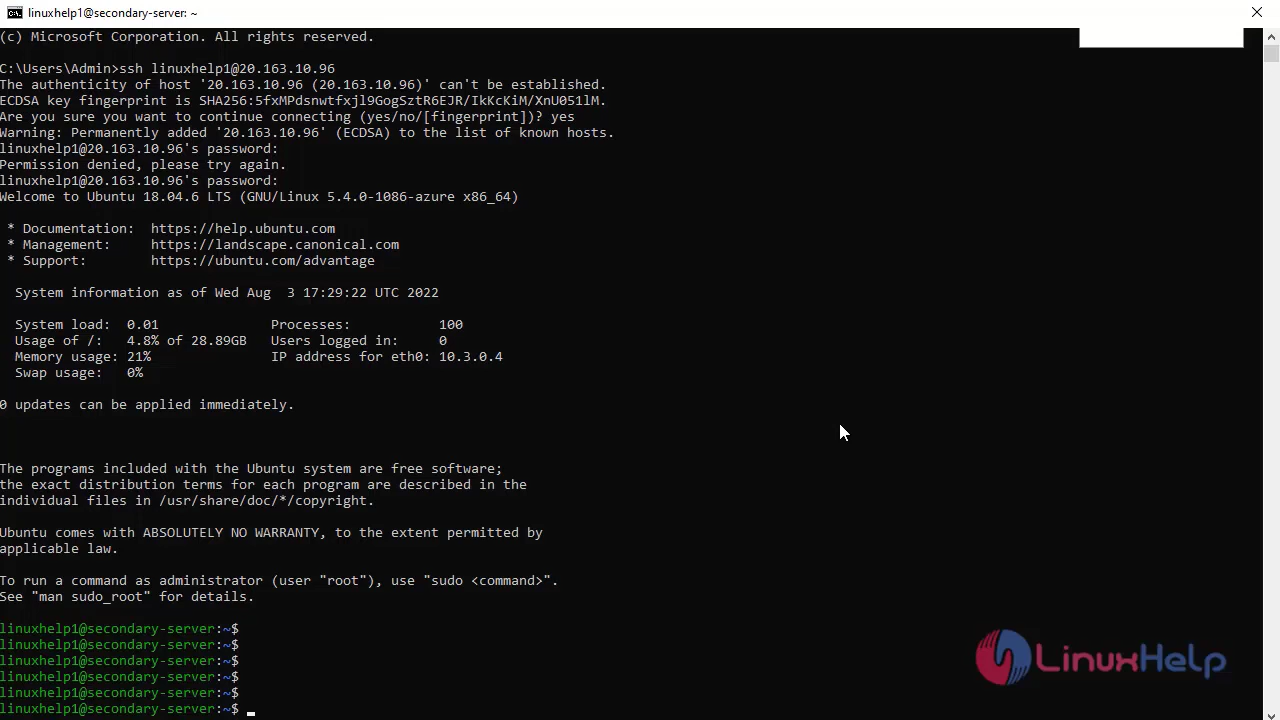 linuxhelp1@secondary-server: ~
(c) Microsoft Corporation. All rights reserved.
C:\Users\Admin>ssh linuxhelp1@20.163.10.96
The authenticity of host '20.163.10.96 (20.163.10.96)' can't be established.
ECDSA key fingerprint is SHA256:5fxMPdsnwtfxjl9GogSztR6EJR/IkKcKiM/XnU051lM.
Are you sure you want to continue connecting (yes/no/[fingerprint])? yes
Warning: Permanently added '20.163.10.96' (ECDSA) to the list of known hosts.
linuxhelp1@20.163.10.96's password:
Permission denied, please try again.
linuxhelp1@20.163.10.96's password:
Welcome to Ubuntu 18.04.6 LTS (GNU/Linux 5.4.0-1086-azure x86_64)
* Documentation: https://help.ubuntu.com
* Management: https://landscape.canonical.com
* Support: https://ubuntu.com/advantage
System information as of Wed Aug 3 17:29:22 UTC 2022
System load: 0.01 Processes: 100
Usage of /: 4.8% of 28.89GB Users logged in: 0
Memory usage: 21% IP address for eth0: 10.3.0.4
Swap usage: 0%
0 updates can be applied immediately.
The programs included with the Ubuntu system are free software;
the exact distribution terms for each program are described in the
individual files in /usr/share/doc/*/copyright.
Ubuntu comes with ABSOLUTELY NO WARRANTY, to the extent permitted by
applicable law.
To run a command as administrator (user "root"), use "sudo <command>".
See "man sudo_root" for details.
linuxhelp1@secondary-server:~$
linuxhelp1@secondary-server:~$
linuxhelp1@secondary-server:~$
linuxhelp1@secondary-server:~$
linuxhelp1@secondary-server:~$
linuxhelp1@secondary-server:~$
LinuxHelp